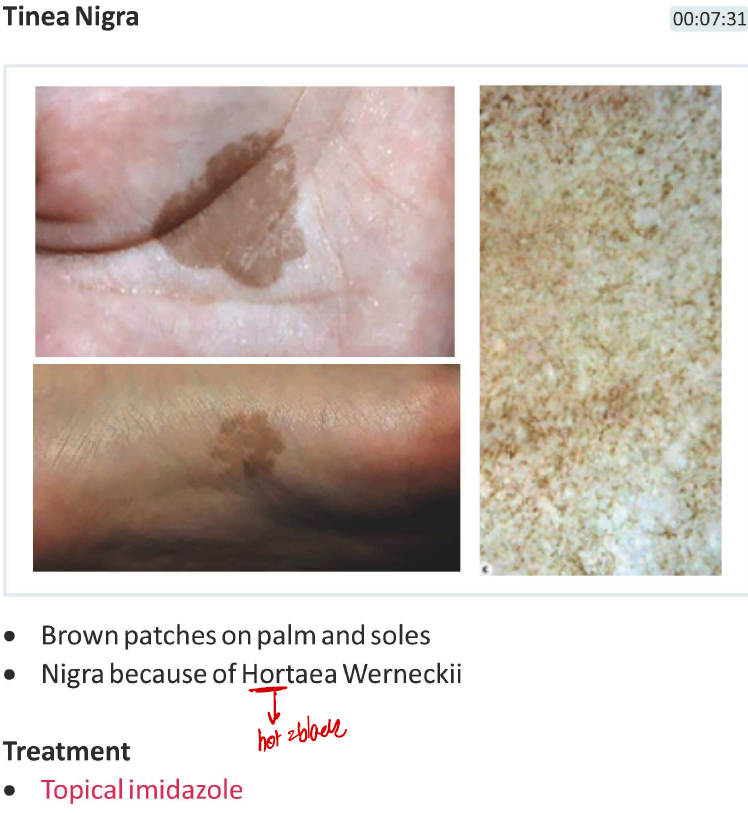 Tinea Nigra
00:07:31
• Brown patches on palm and soles
• Nigra because of Hortaea Werneckii
hot =black
Treatment
• Topical imidazole